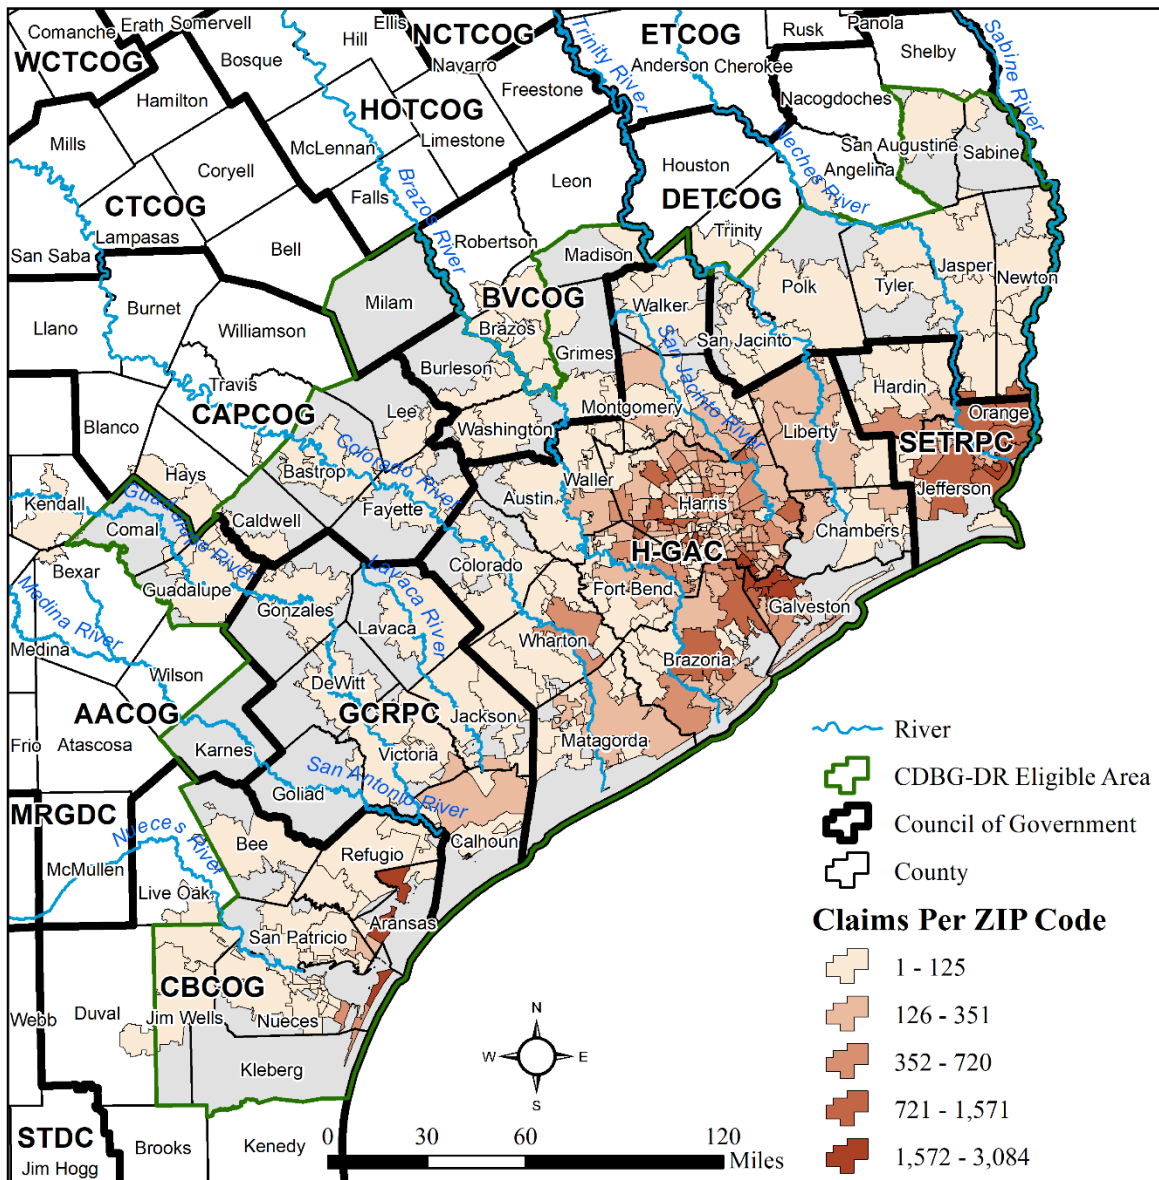 Comanche
Erath
Somervell
Ellis
Hill
NCTCOG
Trinity River
ETCOG
Rusk
Panola
Shelby
Sabine River
WCTCOG
Bosque
Navarro
Anderson
Cherokee
Freestone
Nacogdoches
Hamilton
HOTCOG
Limestone
McLennan
San Augustine
Sabine
Mills
Coryell
Falls
Brazos River
Leon
Houston
Neches River
Angelina
DETCOG
CTCOG
Lampasas
Robertson
Trinity
San Saba
Bell
Madison
Jasper
Newton
Milam
BVCOG
Polk
Tyler
Burnet
Walker
Llano
Williamson
Brazos
San Jacinto River
San Jacinto
Grimes
Burleson
Travis
Hardin
Lee
Montgomery
Orange
CAPCOG
Blanco
Washington
Liberty
SETRPC
Colorado River
Hays
Bastrop
Waller
Jefferson
Kendall
Guadalupe River
Austin
Harris
Fayette
Caldwell
Comal
Chambers
H-GAC
Bexar
Lavaca River
Colorado
Guadalupe
Fort Bend
Galveston
Medina River
Gonzales
Lavaca
Wharton
Medina
Brazoria
Wilson
DeWitt
AACOG
GCRPC
Jackson
River
Frio
Atascosa
Karnes
Victoria
Matagorda
San Antonio River
CDBG-DR Eligible Area
Goliad
MRGDC
Council of Government
Nueces River
Bee
Refugio
Calhoun
McMullen
County
Live Oak
Aransas
Claims Per ZIP Code
San Patricio
1 - 125
CBCOG
Duval
Webb
Jim Wells
Nueces
126 - 351
N
W
E
S
Kleberg
352 - 720
721 - 1,571
STDC
Jim Hogg
Brooks
Kenedy
0
30
60
120
Miles
1,572 - 3,084